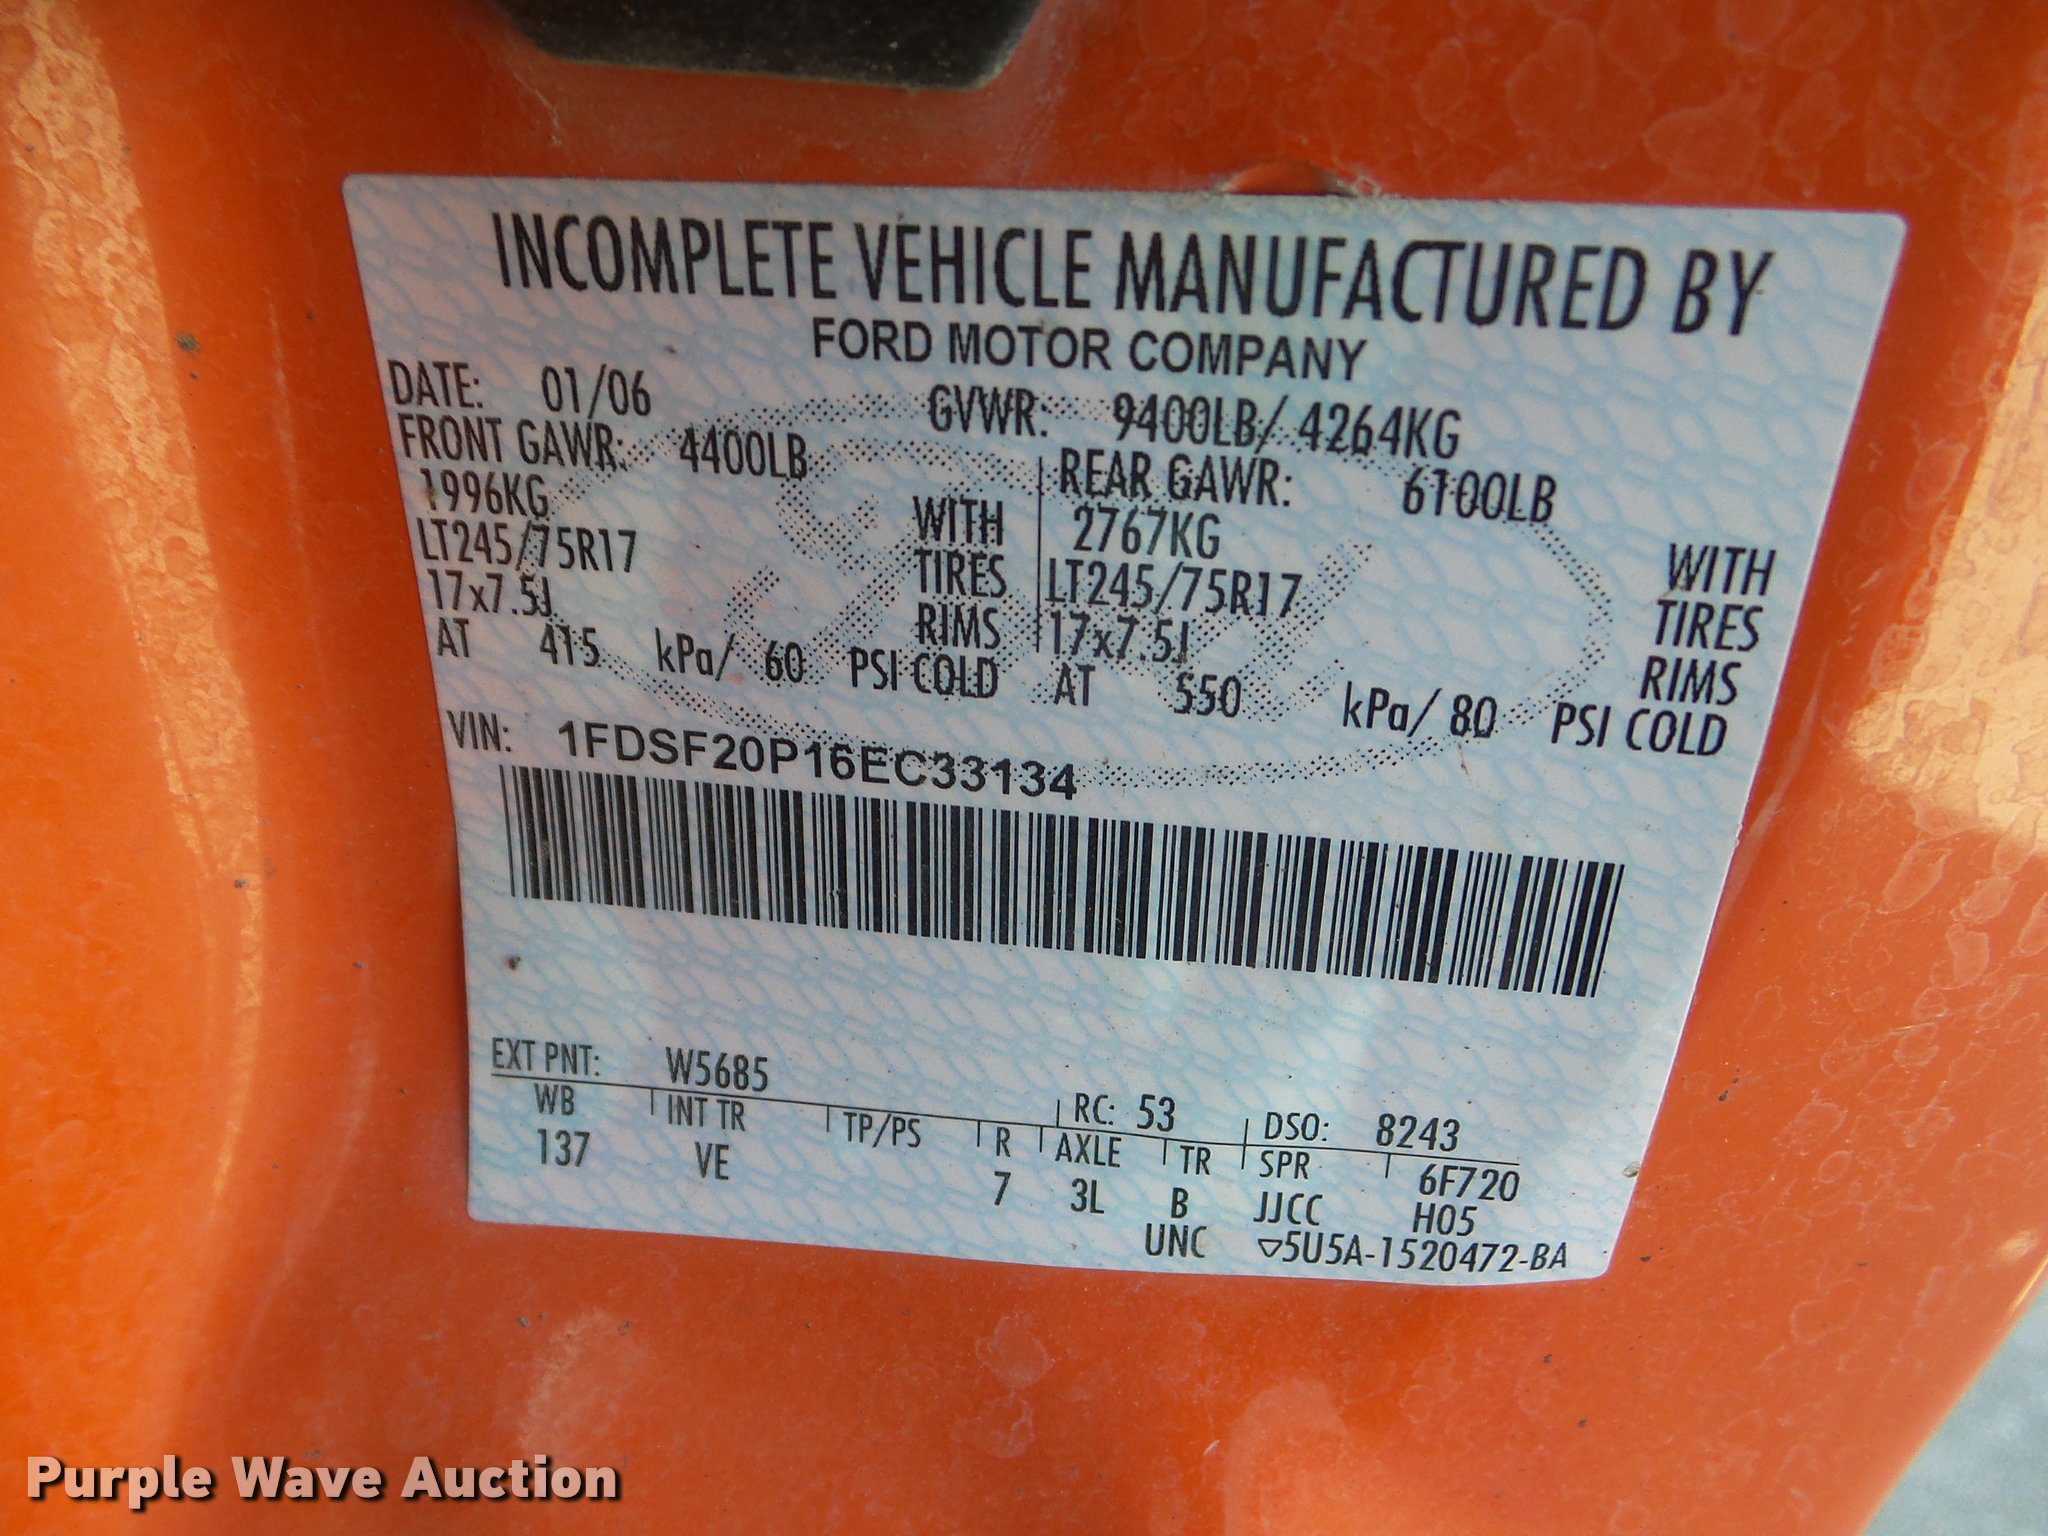 INCOMPLETE VEHICLE MANUFACTURED BY
FORD MOTOR COMPANY
DATE: 01/06 GVWR: 9400LB/ 4264KG
FRONT GAWR: 4400LB REAR GAWR: 6100LB
1996KG WITH 2767KG WITH
LT245/75R17 TIRES LT245/75R17 TIRES
17x7.5J RIMS 17x7.5J RIMS
AT 415 kPa/ 60 PSI COLD AT 550 kPa/ 80 PSI COLD
VIN: 1FDSF20P16EC33134
EXT PNT: W5685 RC: 53 DSO: 8243
WB INT TR TP/PS R AXLE TR SPR 6F720
137 VE 7 3L B JJCC H05
UNC ▽5U5A-1520472-BA
Purple Wave Auction